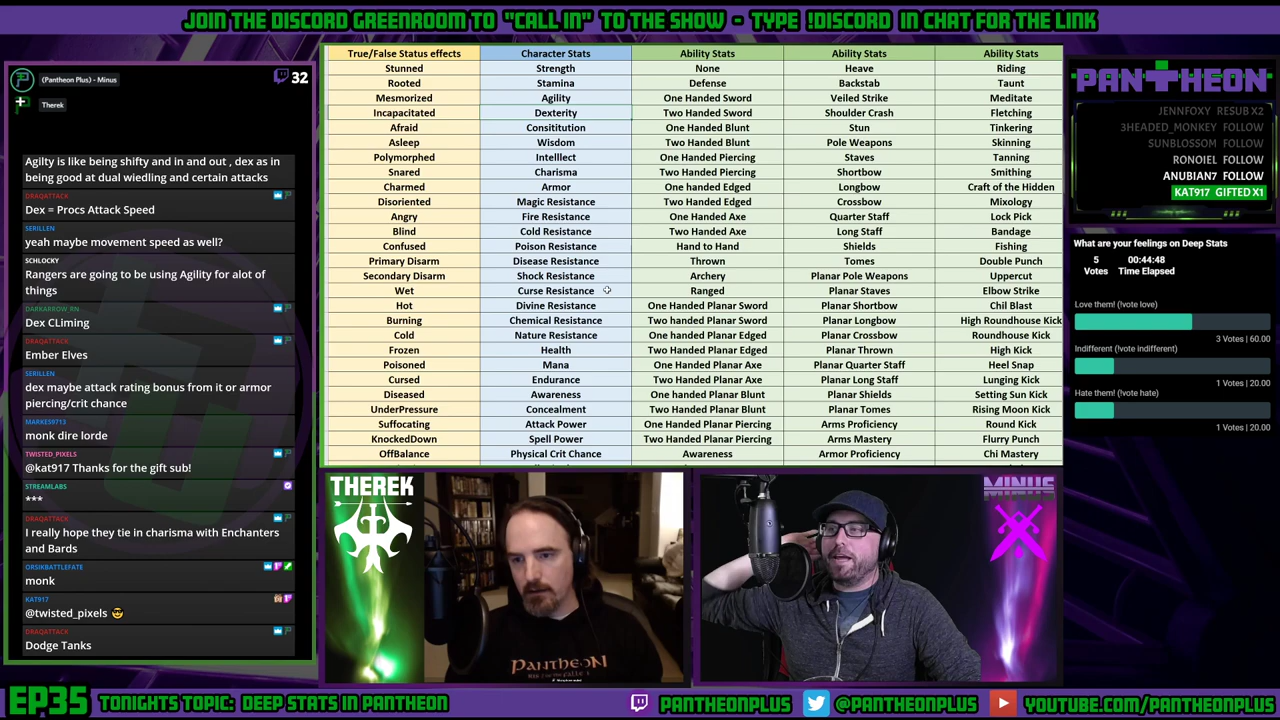 JOIN THE DISCORD GREENROOM TO "CALL IN" TO THE SHOW - TYPE !DISCORD IN CHAT FOR THE LINK
(Pantheon Plus) - Minus
32
Therek
Agilty is like being shifty and in and out , dex as in
being good at dual wiedling and certain attacks
DRAQATTACK
Dex = Procs Attack Speed
SERILLEN
yeah maybe movement speed as well?
SCHLOCKY
Rangers are going to be using Agility for alot of
things
DARKARROW_RN
Dex CLiming
DRAQATTACK
Ember Elves
SERILLEN
dex maybe attack rating bonus from it or armor
piercing/crit chance
MARKES9713
monk dire lorde
TWISTED_PIXELS
@kat917 Thanks for the gift sub!
STREAMLABS
***
DRAQATTACK
I really hope they tie in charisma with Enchanters
and Bards
ORSIKBATTLEFATE
monk
KAT917
@twisted_pixels 😎
DRAQATTACK
Dodge Tanks
True/False Status effects Character Stats Ability Stats Ability Stats Ability Stats
Stunned Strength None Heave Riding
Rooted Stamina Defense Backstab Taunt
Mesmorized Agility One Handed Sword Veiled Strike Meditate
Incapacitated Dexterity Two Handed Sword Shoulder Crash Fletching
Afraid Consititution One Handed Blunt Stun Tinkering
Asleep Wisdom Two Handed Blunt Pole Weapons Skinning
Polymorphed Intelllect One Handed Piercing Staves Tanning
Snared Charisma Two Handed Piercing Shortbow Smithing
Charmed Armor One handed Edged Longbow Craft of the Hidden
Disoriented Magic Resistance Two Handed Edged Crossbow Mixology
Angry Fire Resistance One Handed Axe Quarter Staff Lock Pick
Blind Cold Resistance Two Handed Axe Long Staff Bandage
Confused Poison Resistance Hand to Hand Shields Fishing
Primary Disarm Disease Resistance Thrown Tomes Double Punch
Secondary Disarm Shock Resistance Archery Planar Pole Weapons Uppercut
Wet Curse Resistance Ranged Planar Staves Elbow Strike
Hot Divine Resistance One Handed Planar Sword Planar Shortbow Chil Blast
Burning Chemical Resistance Two handed Planar Sword Planar Longbow High Roundhouse Kick
Cold Nature Resistance One handed Planar Edged Planar Crossbow Roundhouse Kick
Frozen Health Two Handed Planar Edged Planar Thrown High Kick
Poisoned Mana One Handed Planar Axe Planar Quarter Staff Heel Snap
Cursed Endurance Two Handed Planar Axe Planar Long Staff Lunging Kick
Diseased Awareness One handed Planar Blunt Planar Shields Setting Sun Kick
UnderPressure Concealment Two Handed Planar Blunt Planar Tomes Rising Moon Kick
Suffocating Attack Power One Handed Planar Piercing Arms Proficiency Round Kick
KnockedDown Spell Power Two Handed Planar Piercing Arms Mastery Flurry Punch
OffBalance Physical Crit Chance Awareness Armor Proficiency Chi Mastery
PANTHEON
JENNFOXY RESUB X2
3HEADED_MONKEY FOLLOW
SUNBLOSSOM FOLLOW
RONOIEL FOLLOW
ANUBIAN7 FOLLOW
KAT917 GIFTED X1
What are your feelings on Deep Stats
5 00:44:48
Votes Time Elapsed
Love them! (!vote love)
3 Votes | 60.00
Indifferent (!vote indifferent)
1 Votes | 20.00
Hate them! (!vote hate)
1 Votes | 20.00
THEREK
MINUS
PANTHEON
EP35 TONIGHTS TOPIC: DEEP STATS IN PANTHEON PANTHEONPLUS @PANTHEONPLUS YOUTUBE.COM/PANTHEONPLUS